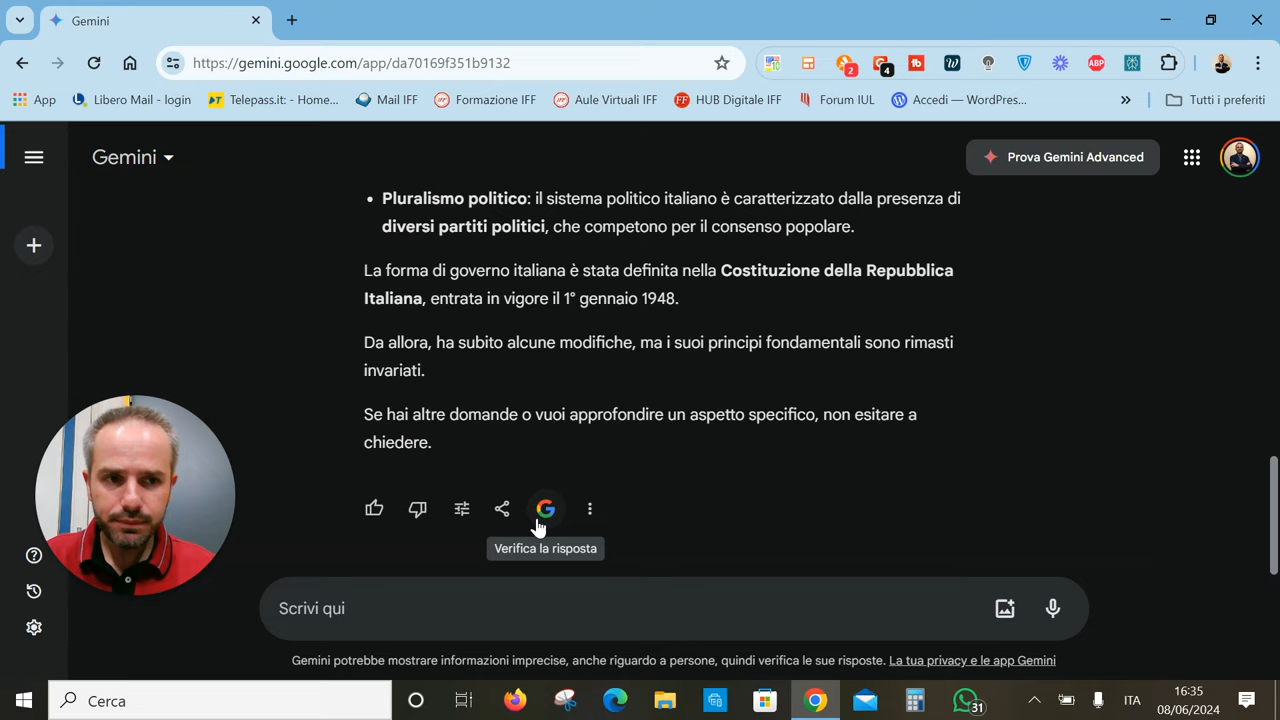 Gemini
https://gemini.google.com/app/da70169f351b9132
10
2
4
tb
W
ABP
App
Libero Mail - login
Telepass.it: - Home...
Mail IFF
Formazione IFF
Aule Virtuali IFF
HUB Digitale IFF
Forum IUL
Accedi — WordPres...
»
Tutti i preferiti
Gemini
Prova Gemini Advanced
• Pluralismo politico: il sistema politico italiano è caratterizzato dalla presenza di
diversi partiti politici, che competono per il consenso popolare.
La forma di governo italiana è stata definita nella Costituzione della Repubblica
Italiana, entrata in vigore il 1° gennaio 1948.
Da allora, ha subito alcune modifiche, ma i suoi principi fondamentali sono rimasti
invariati.
Se hai altre domande o vuoi approfondire un aspetto specifico, non esitare a
chiedere.
G
Verifica la risposta
Scrivi qui
Gemini potrebbe mostrare informazioni imprecise, anche riguardo a persone, quindi verifica le sue risposte. La tua privacy e le app Gemini
Cerca
31
ITA
16:35
08/06/2024